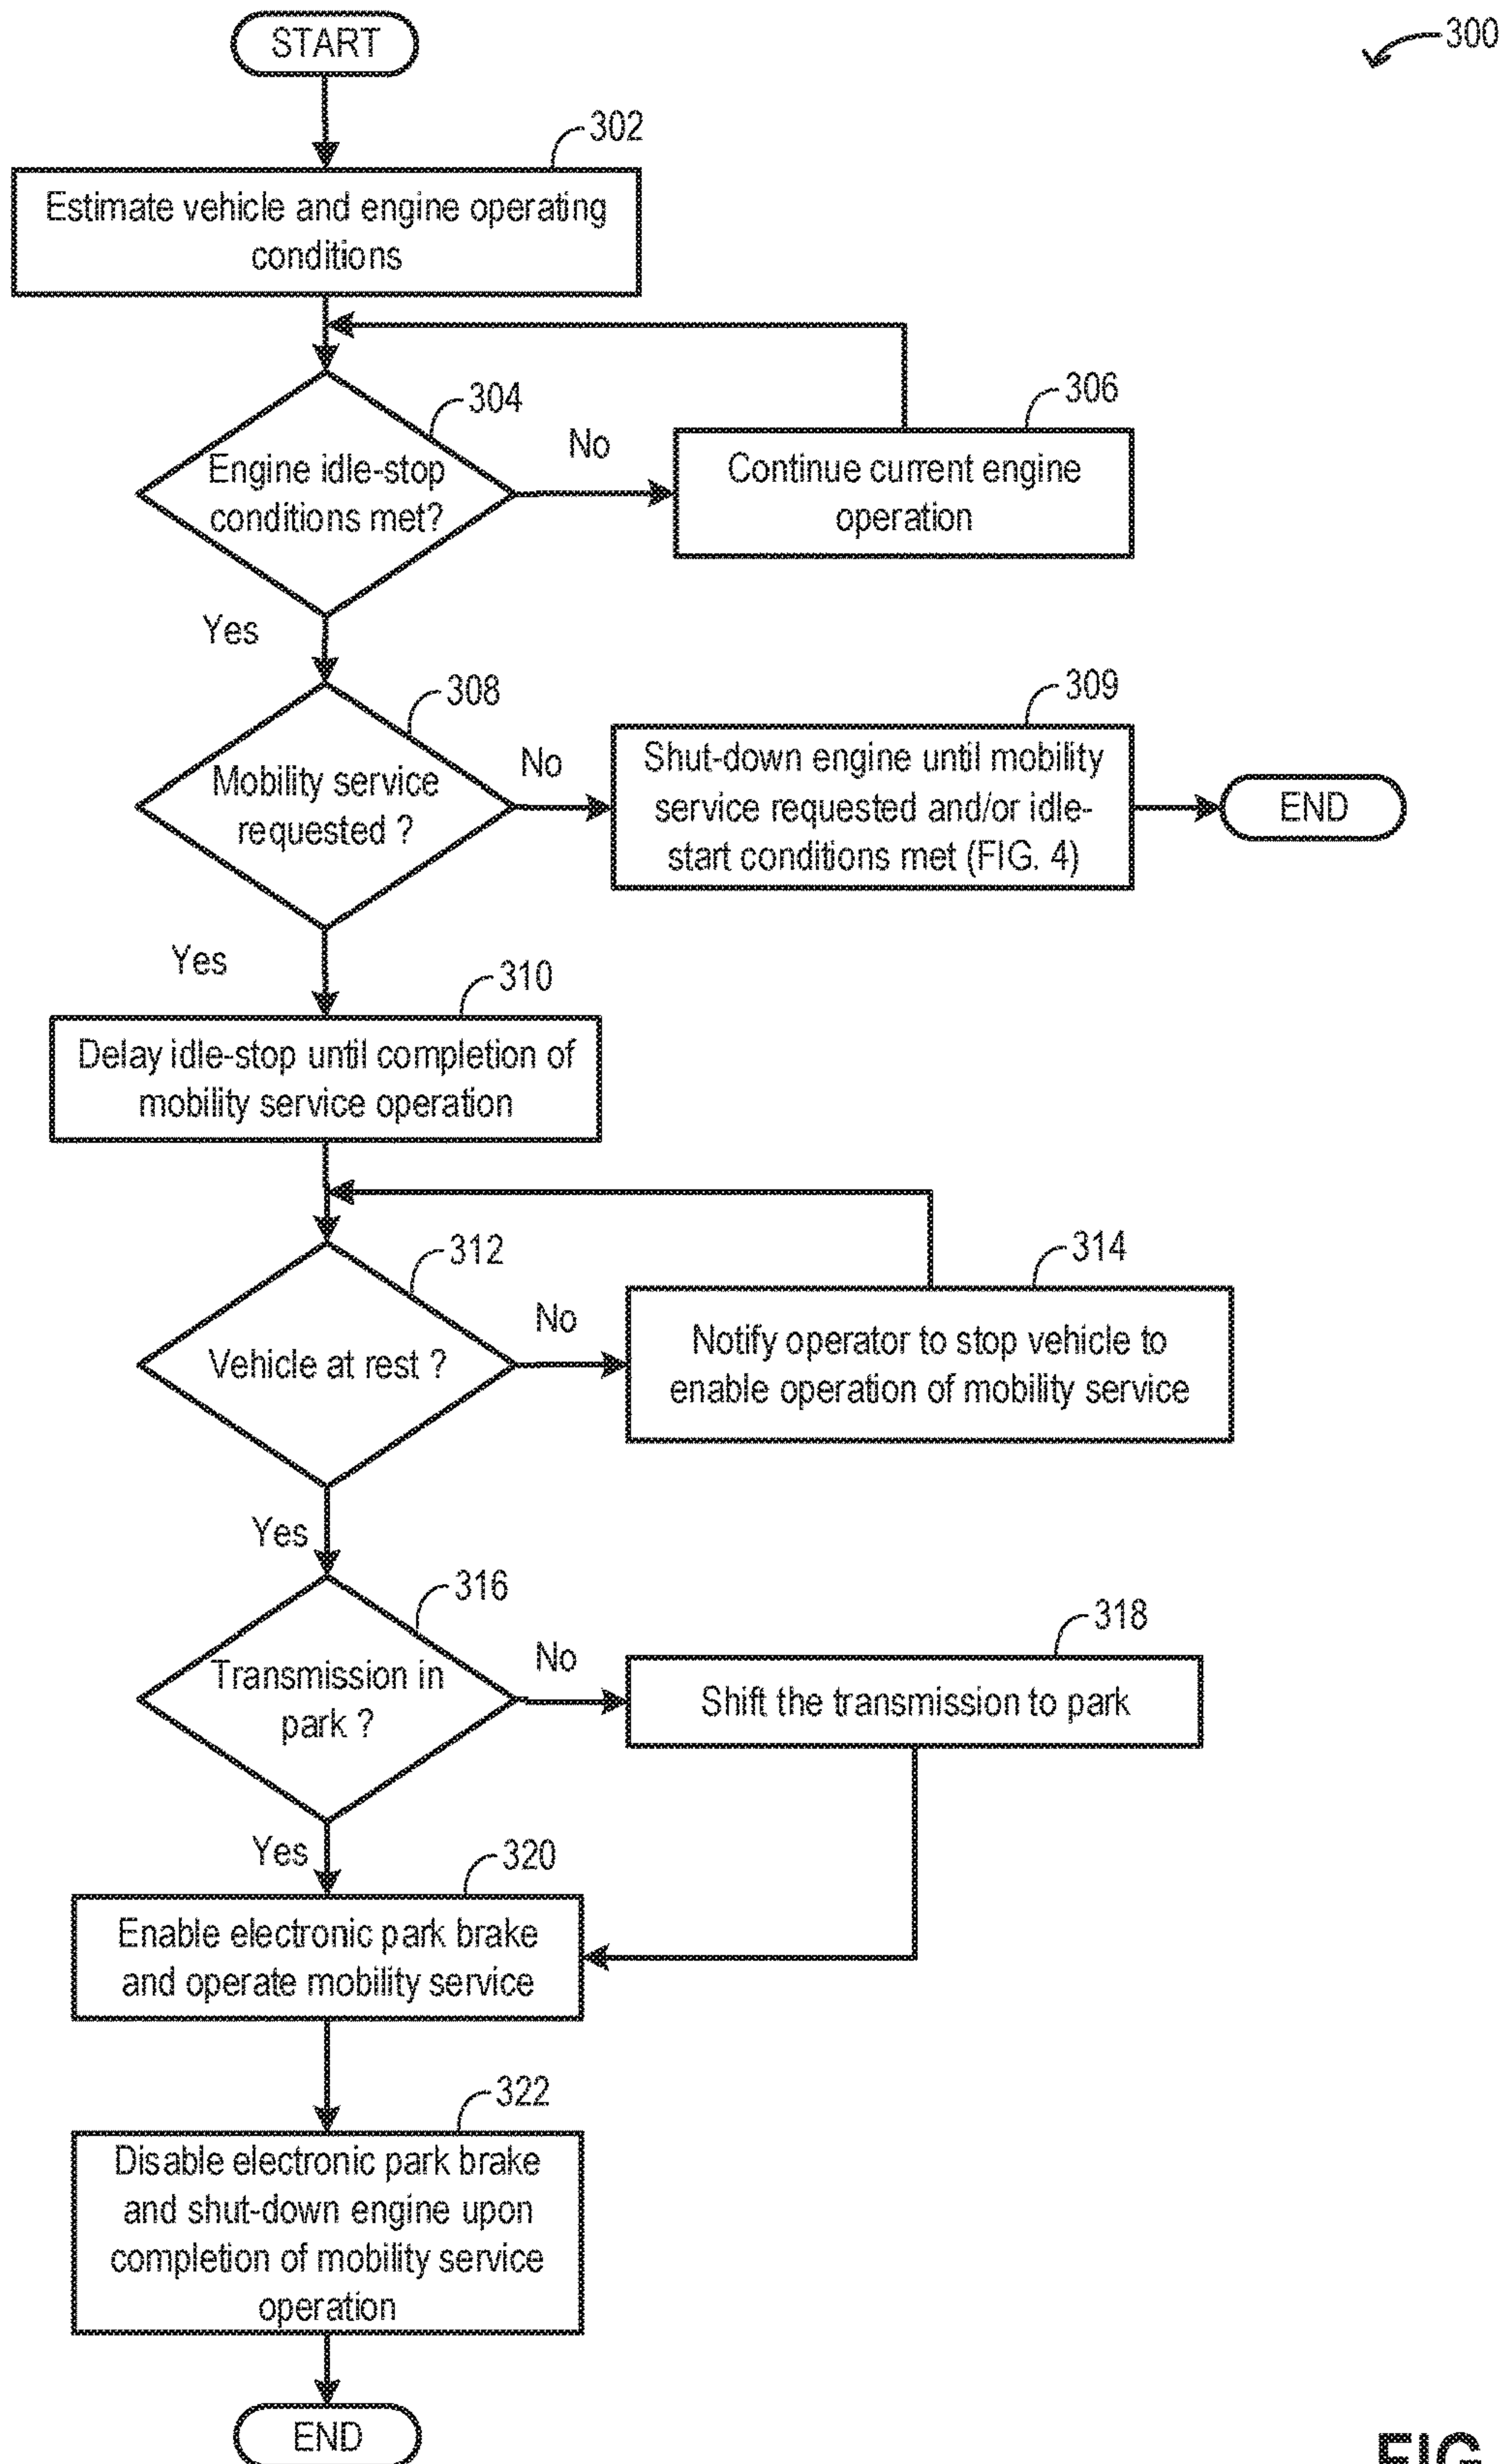 START
300
302
Estimate vehicle and engine operating
conditions
304
Engine idle-stop
conditions met?
No
306
Continue current engine
operation
Yes
308
Mobility service
requested ?
No
309
Shut-down engine until mobility
service requested and/or idle-
start conditions met (FIG. 4)
END
Yes
310
Delay idle-stop until completion of
mobility service operation
312
Vehicle at rest ?
No
314
Notify operator to stop vehicle to
enable operation of mobility service
Yes
316
Transmission in
park ?
No
318
Shift the transmission to park
Yes
320
Enable electronic park brake
and operate mobility service
322
Disable electronic park brake
and shut-down engine upon
completion of mobility service
operation
END
FIG